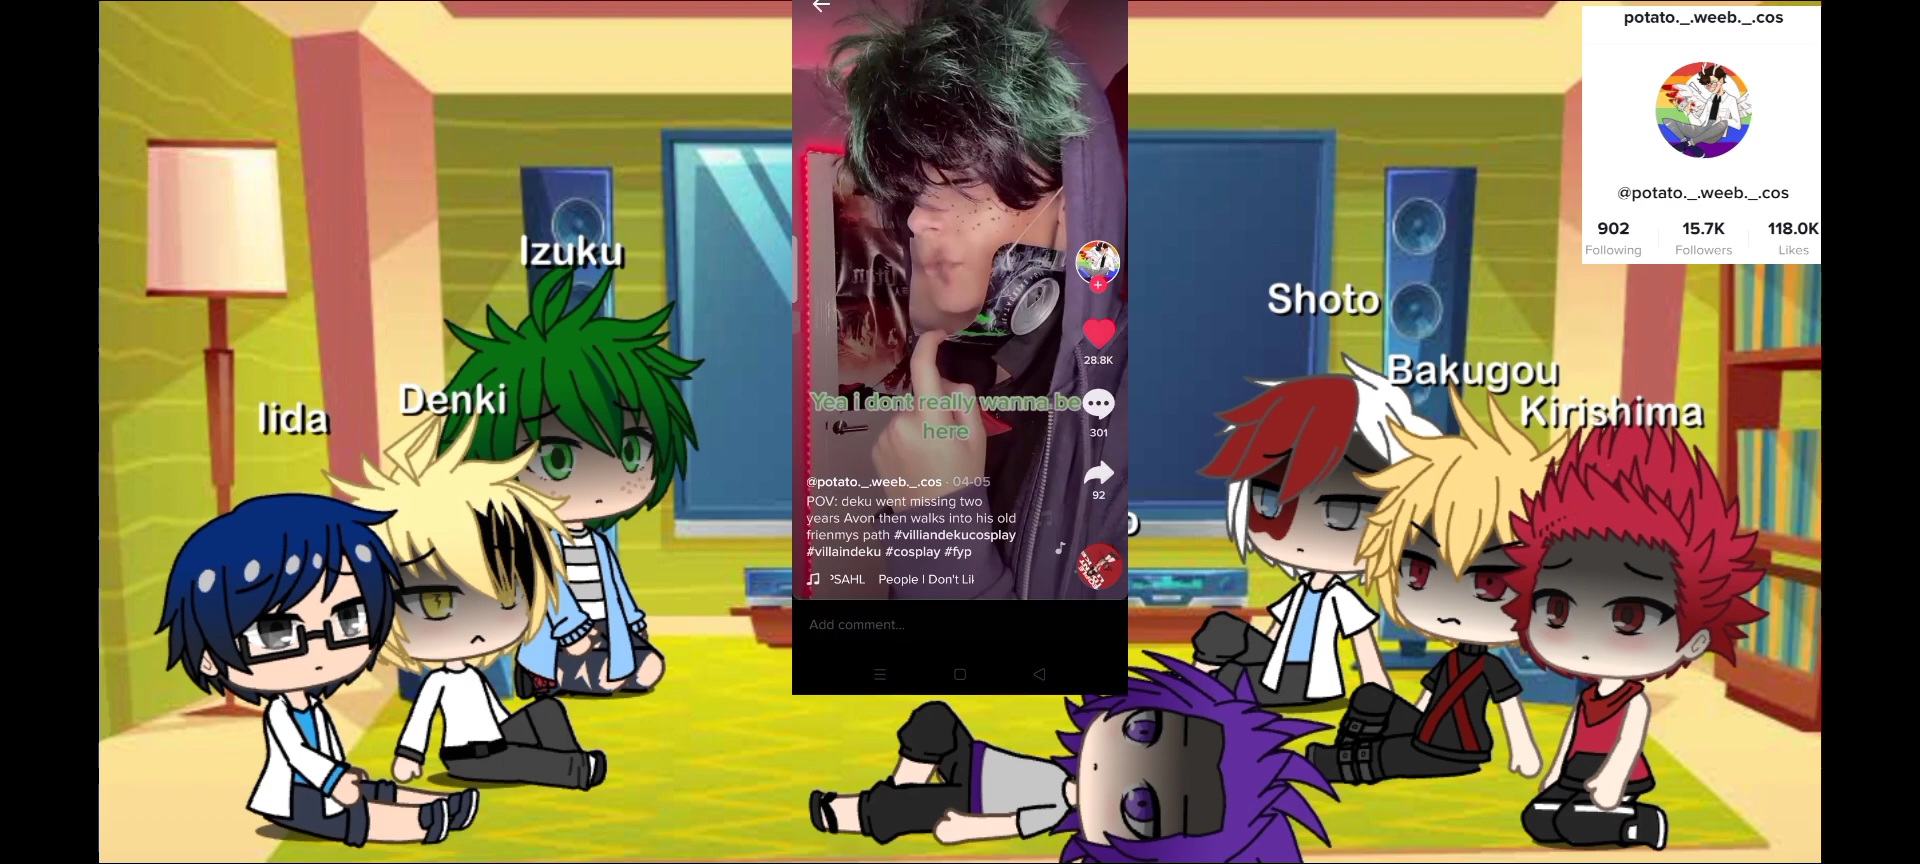 potato._.weeb._.cos
@potato._.weeb._.cos
902
15.7K
118.0K
Following
Followers
Likes
Izuku
Shoto
Bakugou
Kirishima
Denki
Iida
28.8K
Yea i dont really wanna be
here
301
@potato._.weeb._.cos · 04-05
92
POV: deku went missing two
years Avon then walks into his old
frienmys path #villiandekucosplay
#villaindeku #cosplay #fyp
PSAHL People I Don't Lik
Add comment...